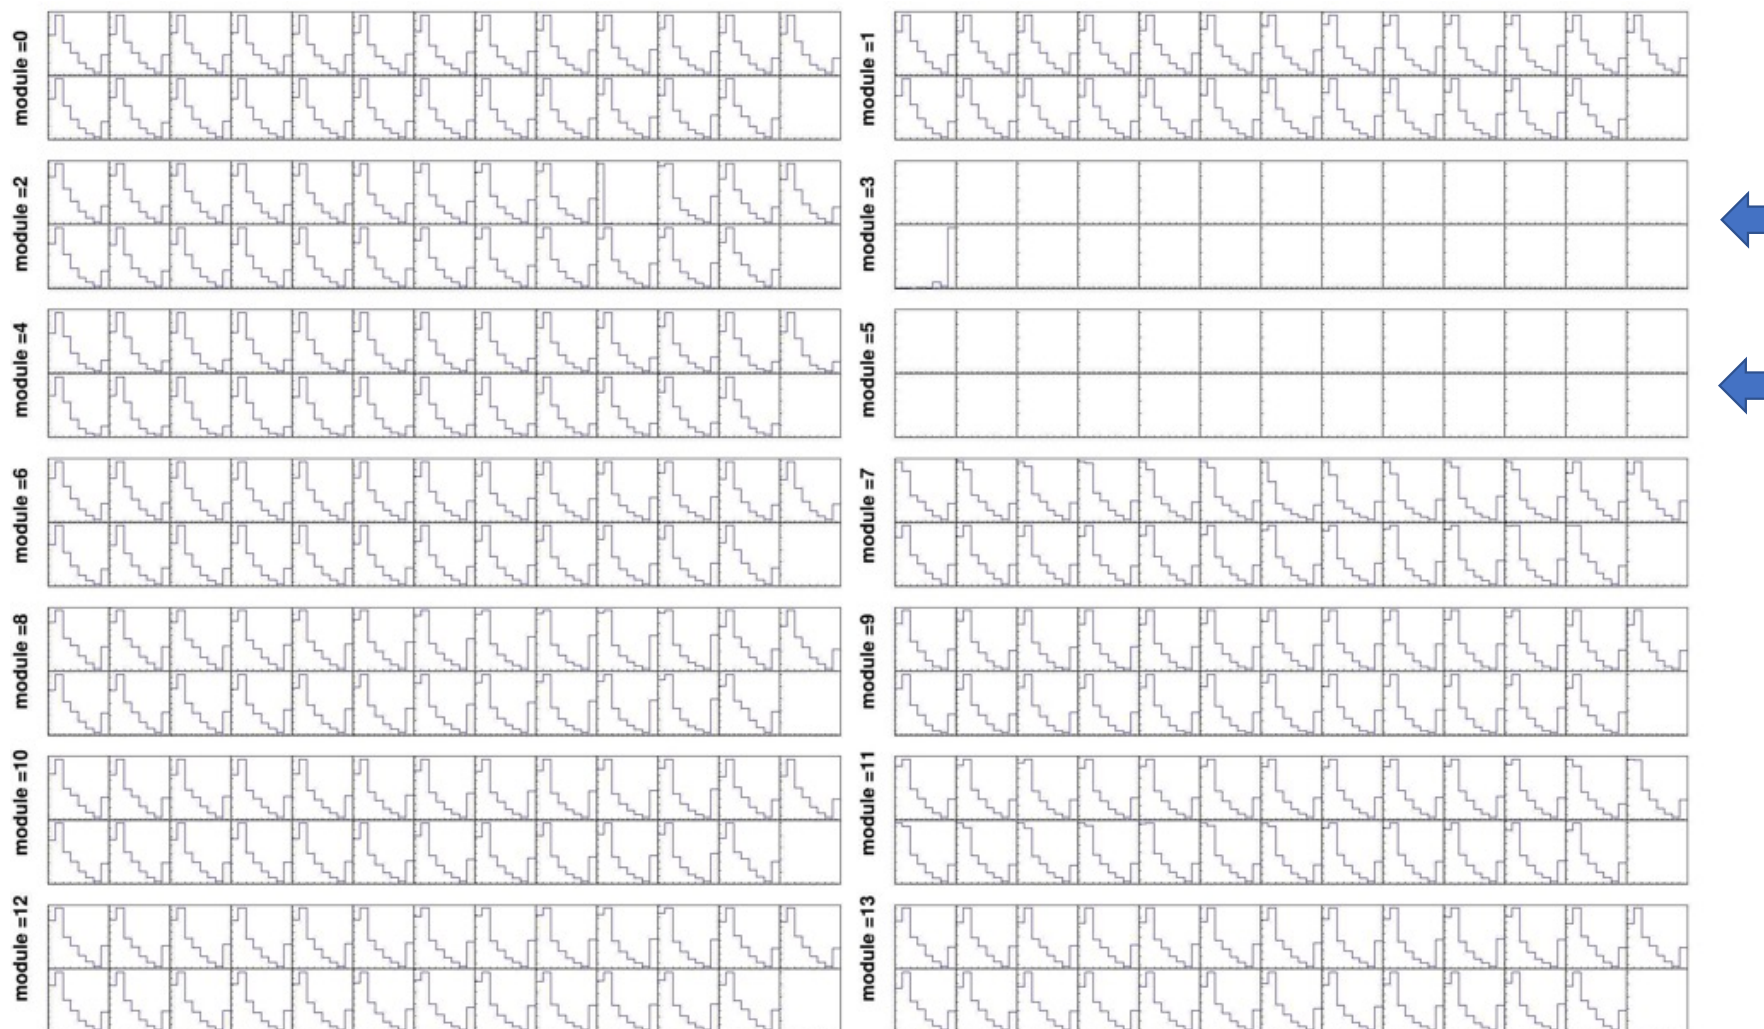 module =0
module =1
module =2
module =3
module =4
module =5
module =6
module =7
module =8
module =9
module =10
module =11
module =12
module =13